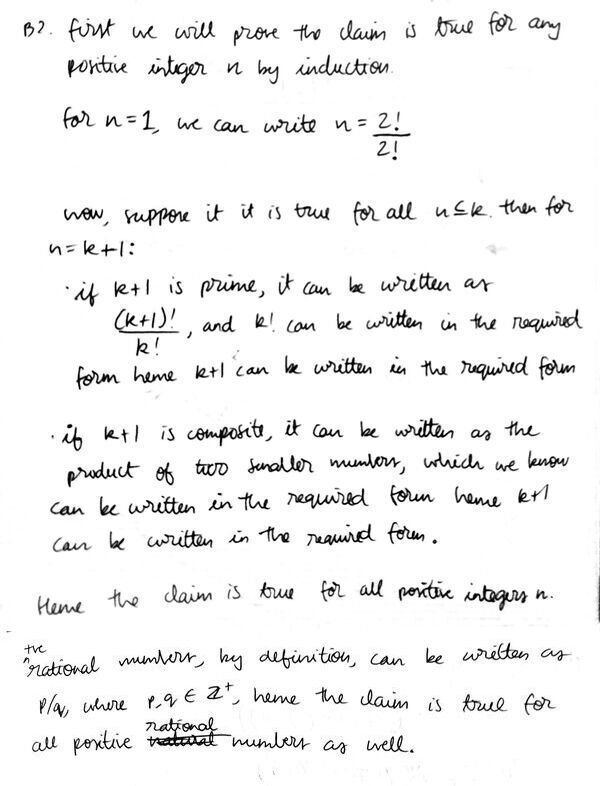 B2. first we will prove the claim is true for any
positive integer n by induction.
for n=1, we can write n = 2!/2!
now, suppose it it is true for all n≤k. then for
n=k+1:
· if k+1 is prime, it can be written as
(k+1)!/k!, and k! can be written in the required
form hence k+1 can be written in the required form
· if k+1 is composite, it can be written as the
product of two smaller numbers, which we know
can be written in the required form hence k+1
can be written in the required form.
Hence the claim is true for all positive integers n.
+ve
rational numbers, by definition, can be written as
p/q, where p,q ∈ Z⁺, hence the claim is true for
rational
all positive natural numbers as well.